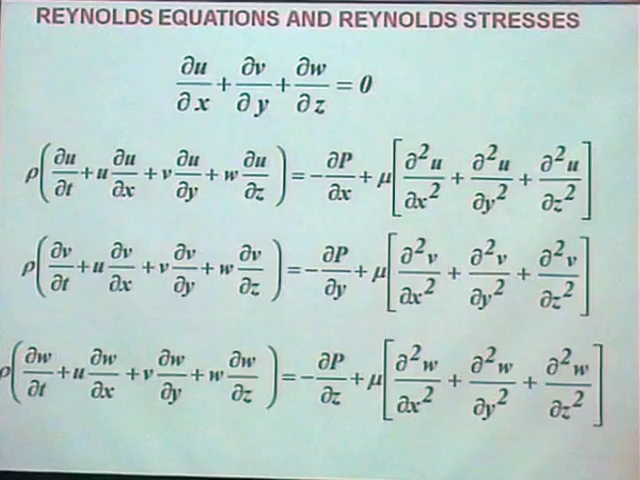 REYNOLDS EQUATIONS AND REYNOLDS STRESSES
∂u/∂x + ∂v/∂y + ∂w/∂z = 0
ρ(∂u/∂t + u ∂u/∂x + v ∂u/∂y + w ∂u/∂z) = −∂P/∂x + μ[∂²u/∂x² + ∂²u/∂y² + ∂²u/∂z²]
ρ(∂v/∂t + u ∂v/∂x + v ∂v/∂y + w ∂v/∂z) = −∂P/∂y + μ[∂²v/∂x² + ∂²v/∂y² + ∂²v/∂z²]
ρ(∂w/∂t + u ∂w/∂x + v ∂w/∂y + w ∂w/∂z) = −∂P/∂z + μ[∂²w/∂x² + ∂²w/∂y² + ∂²w/∂z²]